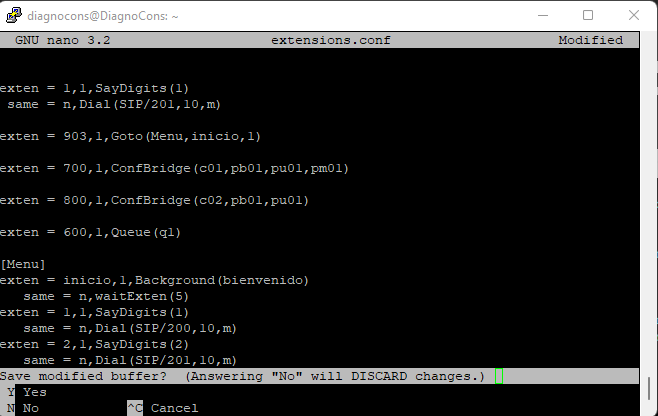 diagnocons@DiagnoCons: ~
GNU nano 3.2 extensions.conf Modified
exten = 1,1,SayDigits(1)
same = n,Dial(SIP/201,10,m)
exten = 903,1,Goto(Menu,inicio,1)
exten = 700,1,ConfBridge(c01,pb01,pu01,pm01)
exten = 800,1,ConfBridge(c02,pb01,pu01)
exten = 600,1,Queue(q1)
[Menu]
exten = inicio,1,Background(bienvenido)
same = n,waitExten(5)
exten = 1,1,SayDigits(1)
same = n,Dial(SIP/200,10,m)
exten = 2,1,SayDigits(2)
same = n,Dial(SIP/201,10,m)
Save modified buffer?  (Answering "No" will DISCARD changes.)
Y Yes
N No ^C Cancel